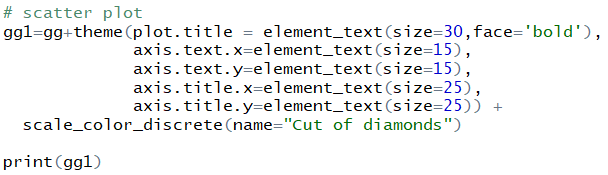 # scatter plot
gg1=gg+theme(plot.title = element_text(size=30,face='bold'),
             axis.text.x=element_text(size=15),
             axis.text.y=element_text(size=15),
             axis.title.x=element_text(size=25),
             axis.title.y=element_text(size=25)) +
  scale_color_discrete(name="Cut of diamonds")
print(gg1)